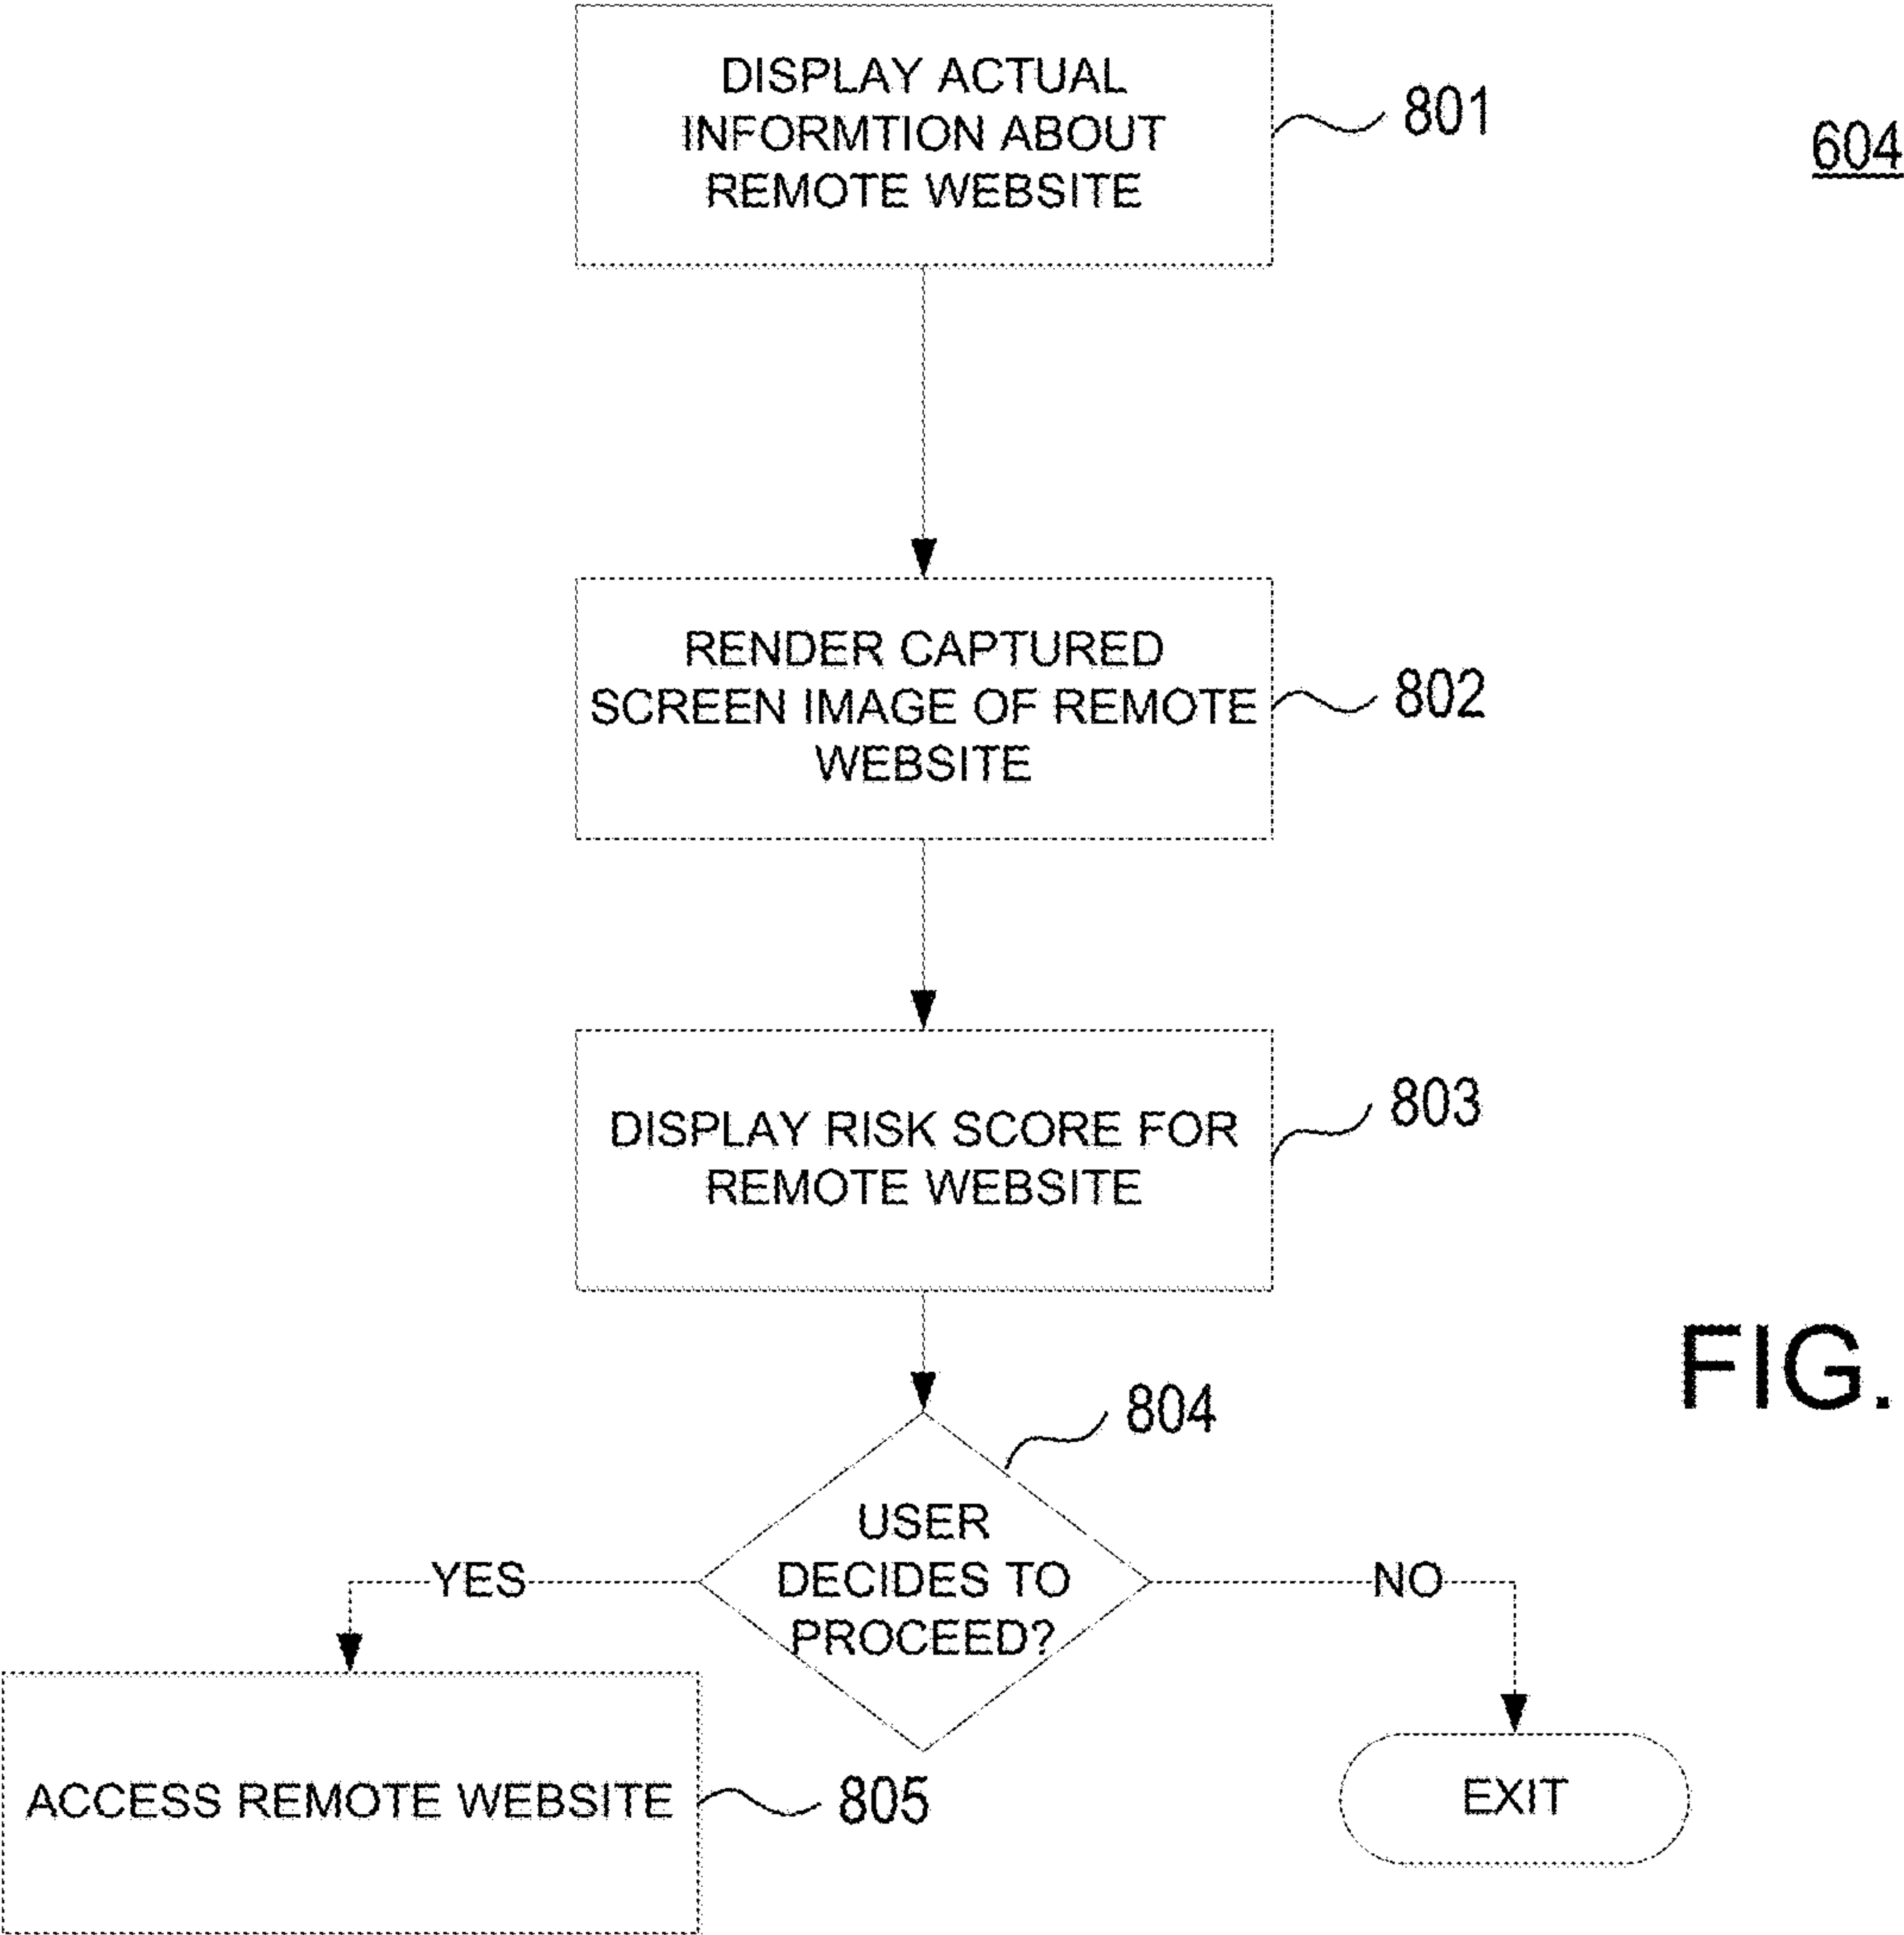 DISPLAY ACTUAL
INFORMTION ABOUT
REMOTE WEBSITE
801
604
RENDER CAPTURED
SCREEN IMAGE OF REMOTE
WEBSITE
802
DISPLAY RISK SCORE FOR
REMOTE WEBSITE
803
FIG.
804
USER
DECIDES TO
PROCEED?
YES
NO
ACCESS REMOTE WEBSITE
805
EXIT